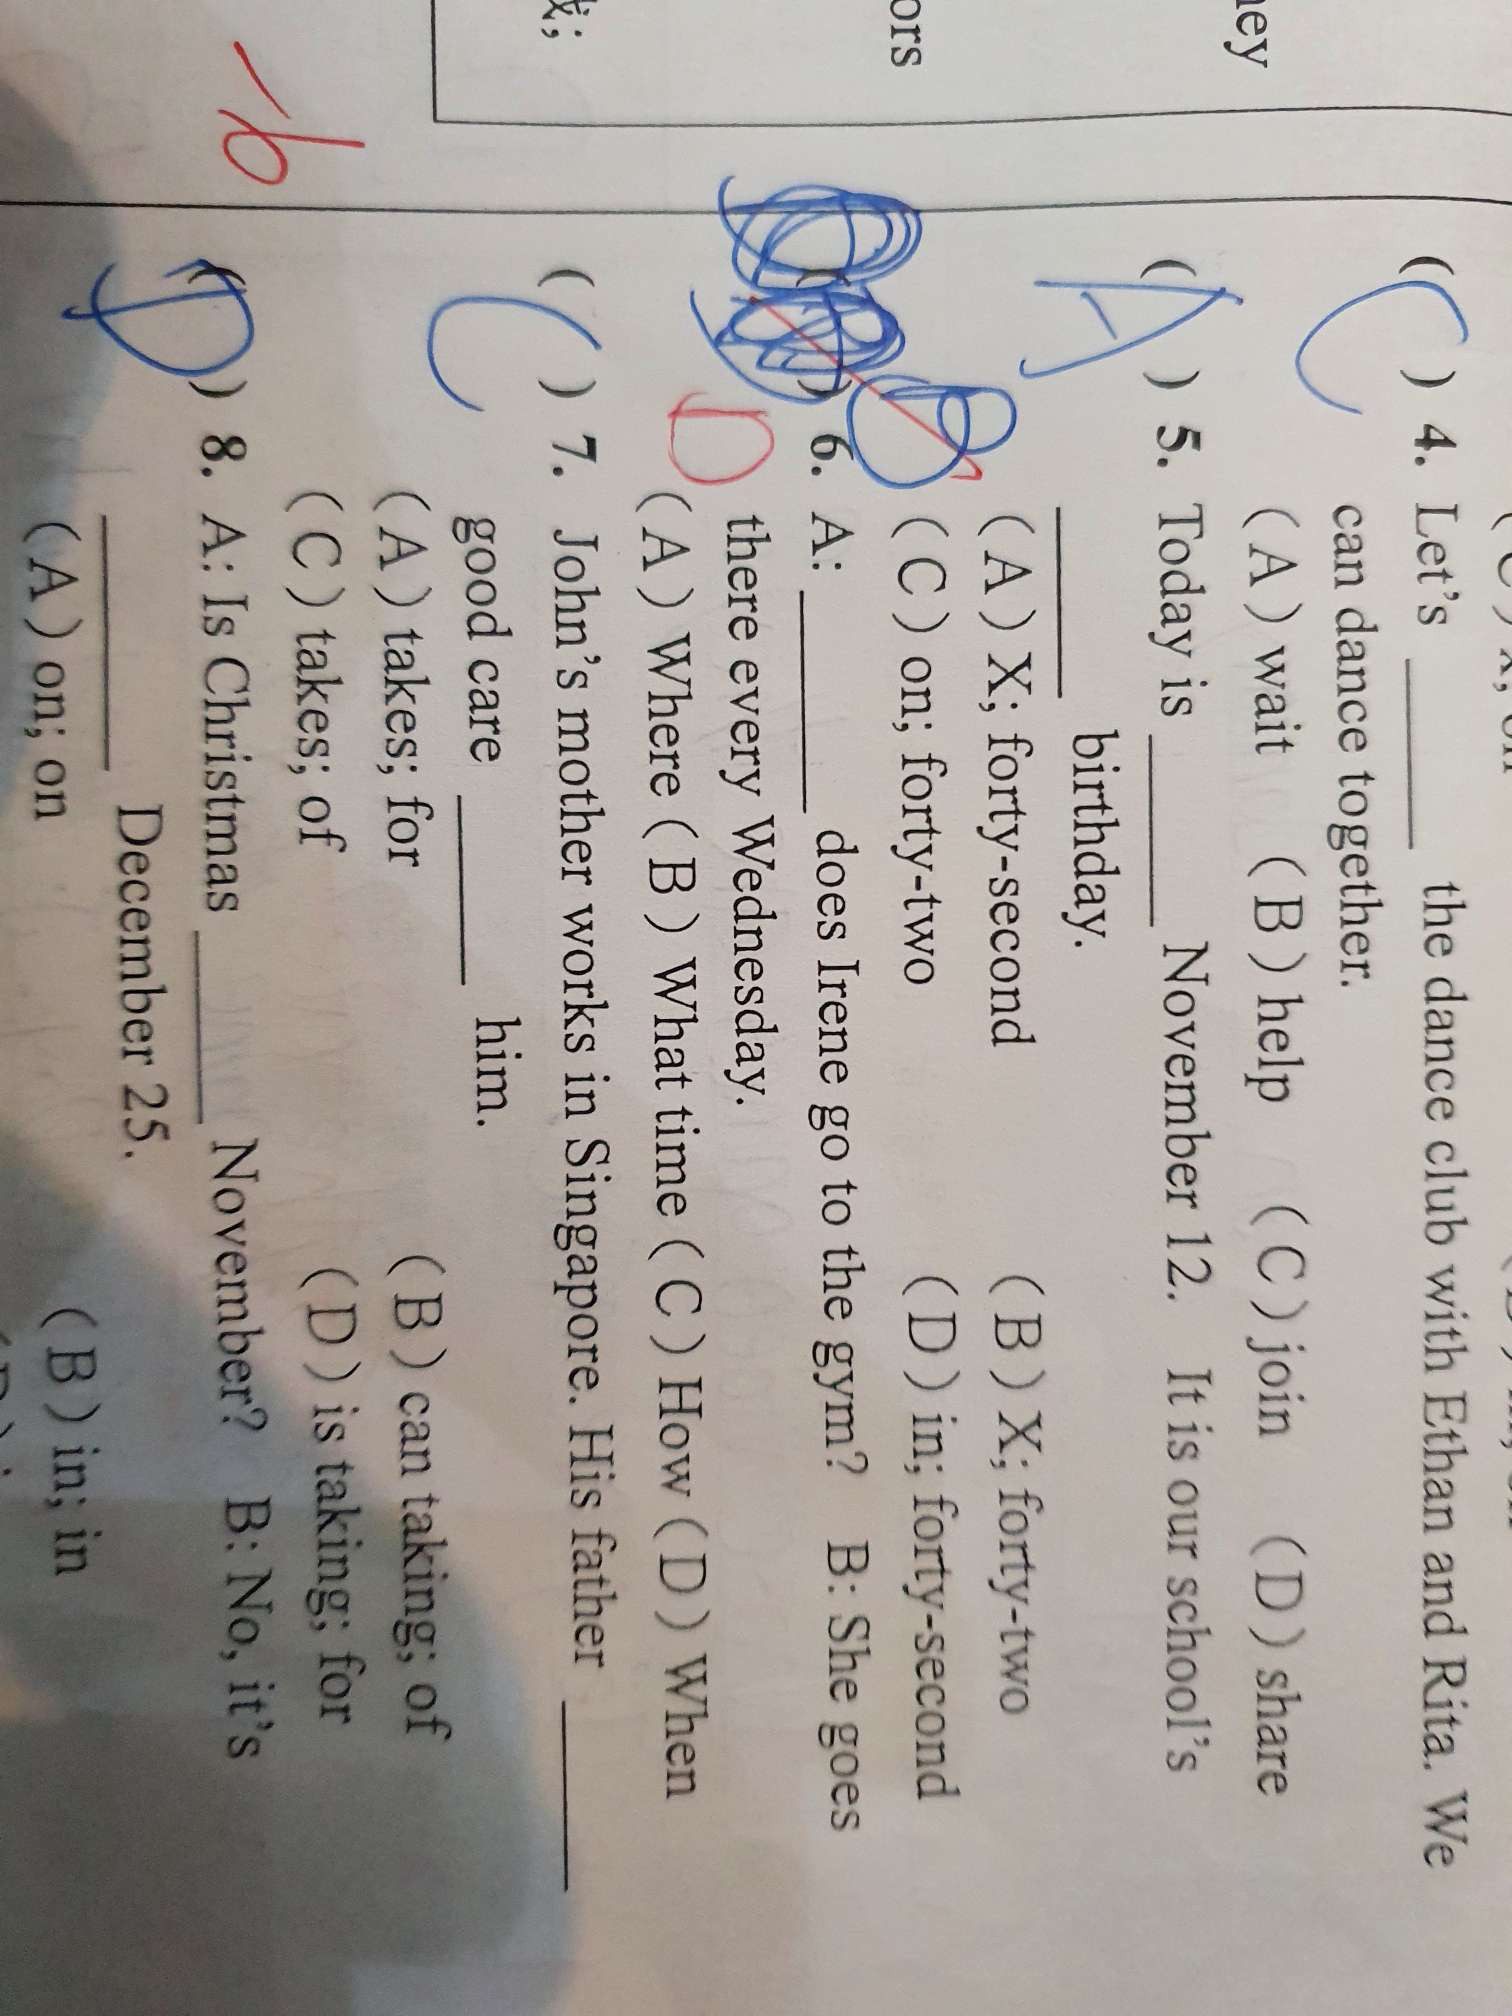 ney
ors
戈;
-6
( C ) 4. Let's ______ the dance club with Ethan and Rita. We
can dance together.
( A ) wait ( B ) help ( C ) join ( D ) share
( A ) 5. Today is ______ November 12. It is our school's
______ birthday.
( A ) X; forty-second ( B ) X; forty-two
( C ) on; forty-two ( D ) in; forty-second
( B D ) 6. A: ______ does Irene go to the gym? B: She goes
there every Wednesday.
( A ) Where ( B ) What time ( C ) How ( D ) When
( C ) 7. John's mother works in Singapore. His father ______
good care ______ him.
( A ) takes; for ( B ) can taking; of
( C ) takes; of ( D ) is taking; for
( D ) 8. A: Is Christmas ______ November? B: No, it's
______ December 25.
( A ) on; on ( B ) in; in